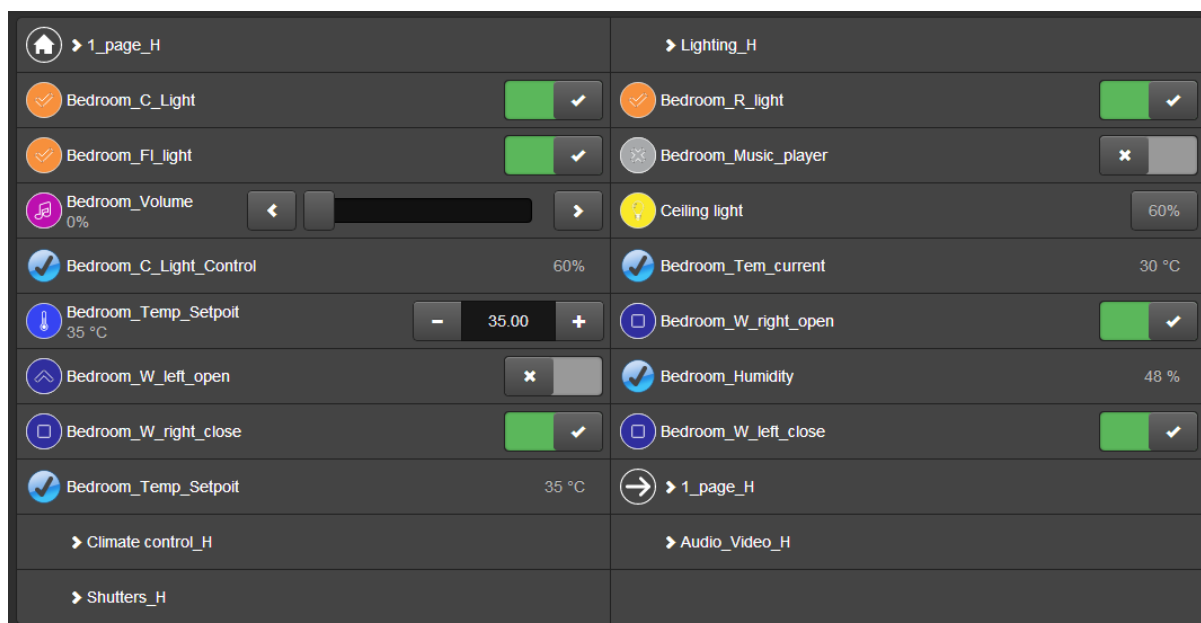 1_page_H
Lighting_H
Bedroom_C_Light
Bedroom_R_light
Bedroom_Fl_light
Bedroom_Music_player
Bedroom_Volume
0%
Ceiling light
60%
Bedroom_C_Light_Control
60%
Bedroom_Tem_current
30 °C
Bedroom_Temp_Setpoit
35 °C
35.00
Bedroom_W_right_open
Bedroom_W_left_open
Bedroom_Humidity
48 %
Bedroom_W_right_close
Bedroom_W_left_close
Bedroom_Temp_Setpoit
35 °C
1_page_H
Climate control_H
Audio_Video_H
Shutters_H